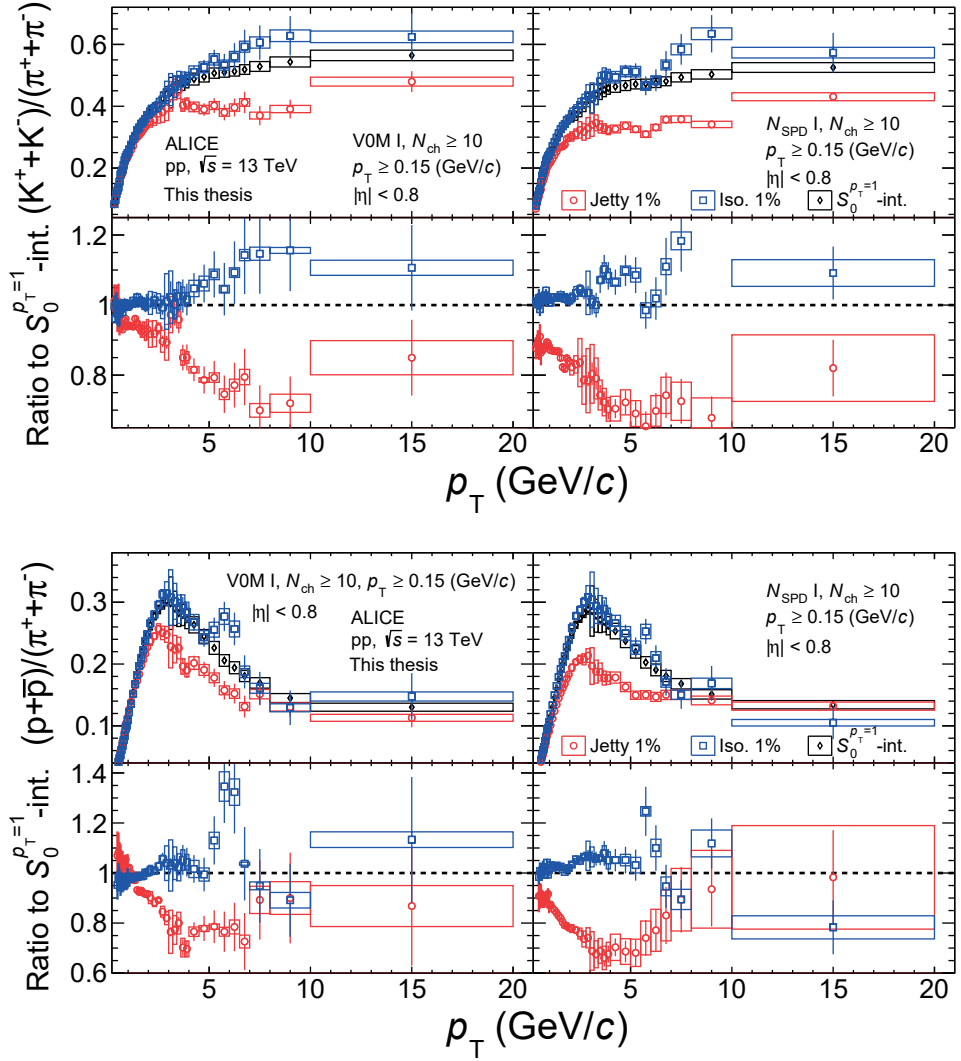 (K⁺+K⁻)/(π⁺+π⁻)
0.6
0.4
0.2
ALICE
pp, √s = 13 TeV
This thesis
V0M I, N_ch ≥ 10
p_T ≥ 0.15 (GeV/c)
|η| < 0.8
N_SPD I, N_ch ≥ 10
p_T ≥ 0.15 (GeV/c)
|η| < 0.8
Jetty 1% Iso. 1% S_0^{p_T=1}-int.
Ratio to S_0^{p_T=1}-int.
1.2
1
0.8
5 10 15 20 5 10 15 20
p_T (GeV/c)
(p+p̅)/(π⁺+π⁻)
0.3
0.2
0.1
V0M I, N_ch ≥ 10, p_T ≥ 0.15 (GeV/c)
|η| < 0.8
ALICE
pp, √s = 13 TeV
This thesis
N_SPD I, N_ch ≥ 10
p_T ≥ 0.15 (GeV/c)
|η| < 0.8
Jetty 1% Iso. 1% S_0^{p_T=1}-int.
Ratio to S_0^{p_T=1}-int.
1.4
1.2
1
0.8
0.6
5 10 15 20 5 10 15 20
p_T (GeV/c)